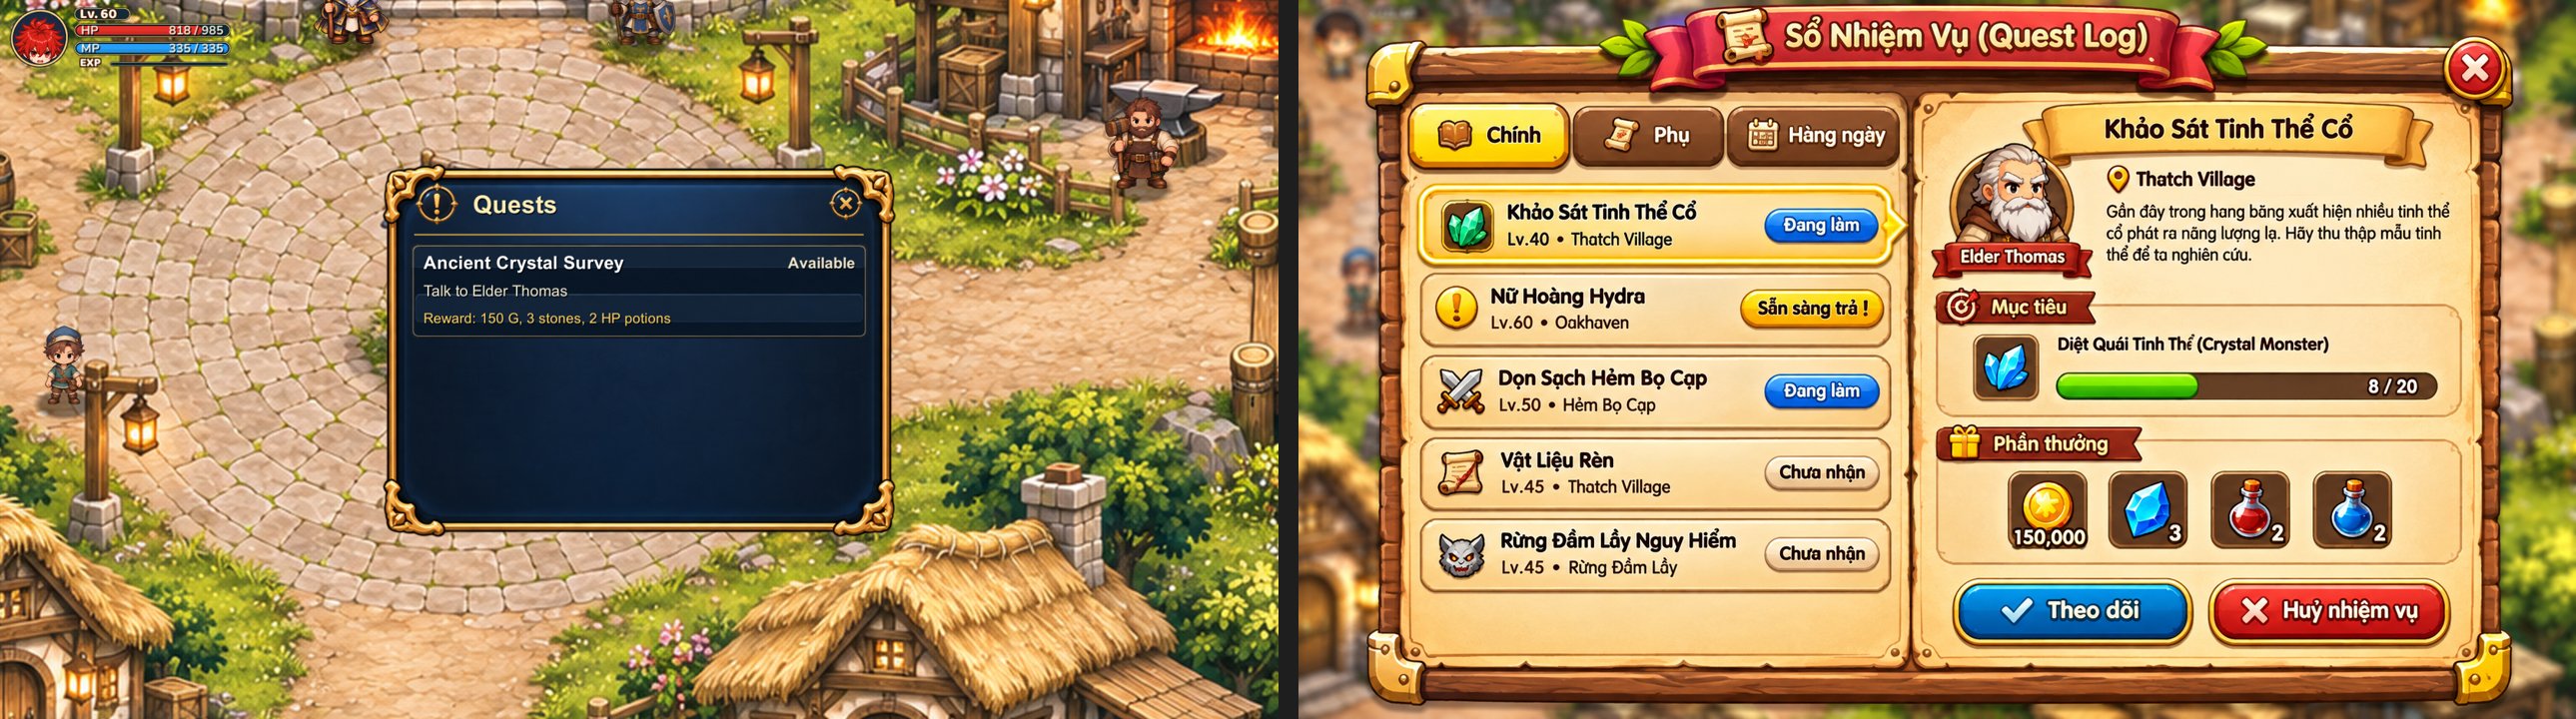 Lv. 60
HP 818 / 985
MP 335 / 335
EXP
Quests
Ancient Crystal Survey Available
Talk to Elder Thomas
Reward: 150 G, 3 stones, 2 HP potions
Sổ Nhiệm Vụ (Quest Log)
Chính Phụ Hàng ngày
Khảo Sát Tinh Thể Cổ
Lv.40 • Thatch Village
Đang làm
Nữ Hoàng Hydra
Lv.60 • Oakhaven
Sẵn sàng trả !
Dọn Sạch Hẻm Bọ Cạp
Lv.50 • Hẻm Bọ Cạp
Đang làm
Vật Liệu Rèn
Lv.45 • Thatch Village
Chưa nhận
Rừng Đầm Lầy Nguy Hiểm
Lv.45 • Rừng Đầm Lầy
Chưa nhận
Khảo Sát Tinh Thể Cổ
Elder Thomas
Thatch Village
Gần đây trong hang băng xuất hiện nhiều tinh thể
cổ phát ra năng lượng lạ. Hãy thu thập mẫu tinh
thể để ta nghiên cứu.
Mục tiêu
Diệt Quái Tinh Thể (Crystal Monster)
8 / 20
Phần thưởng
150,000 3 2 2
Theo dõi Huỷ nhiệm vụ